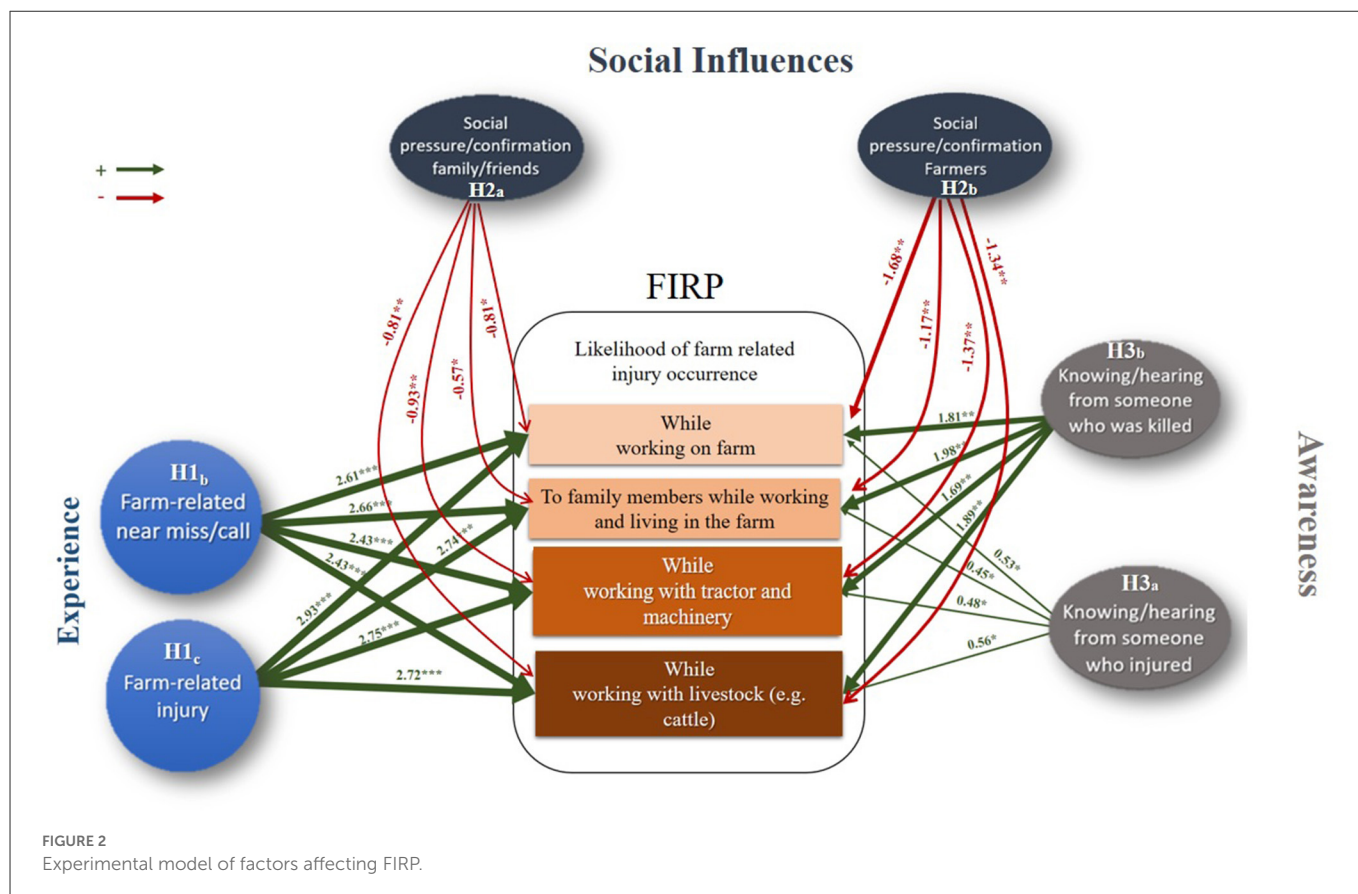 Social Influences
Social
pressure/confirmation
family/friends
H2a
Social
pressure/confirmation
Farmers
H2b
+
-
-0.81**
-0.93**
-0.57*
-0.81*
-1.68**
-1.17**
-1.37**
-1.34**
FIRP
Likelihood of farm related
injury occurrence
While
working on farm
To family members while working
and living in the farm
While
working with tractor and
machinery
While
working with livestock (e.g.
cattle)
Experience
H1b
Farm-related
near miss/call
H1c
Farm-related
injury
2.61***
2.66***
2.43***
2.43***
2.93***
2.74***
2.75***
2.72***
1.81**
1.98**
1.69**
1.89**
0.53*
0.45*
0.48*
0.56*
H3b
Knowing/hearing
from someone
who was killed
H3a
Knowing/hearing
from someone
who injured
Awareness
FIGURE 2
Experimental model of factors affecting FIRP.